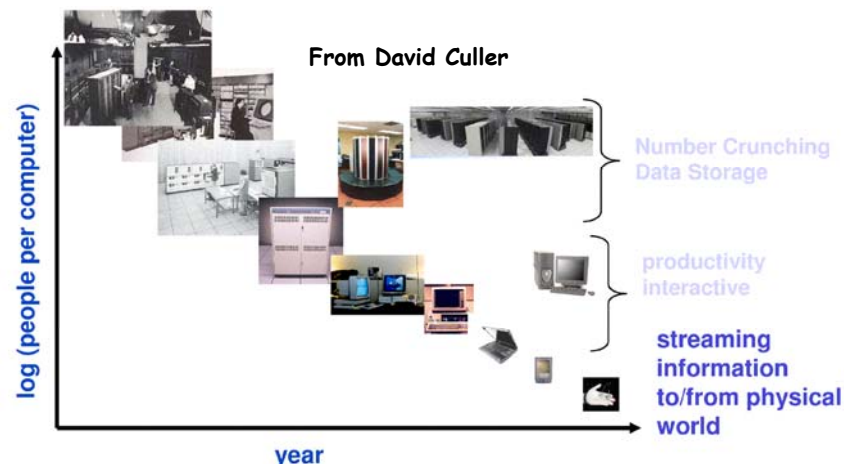 From David Culler
log (people per computer)
Number Crunching
Data Storage
productivity
interactive
streaming
information
to/from physical
world
year